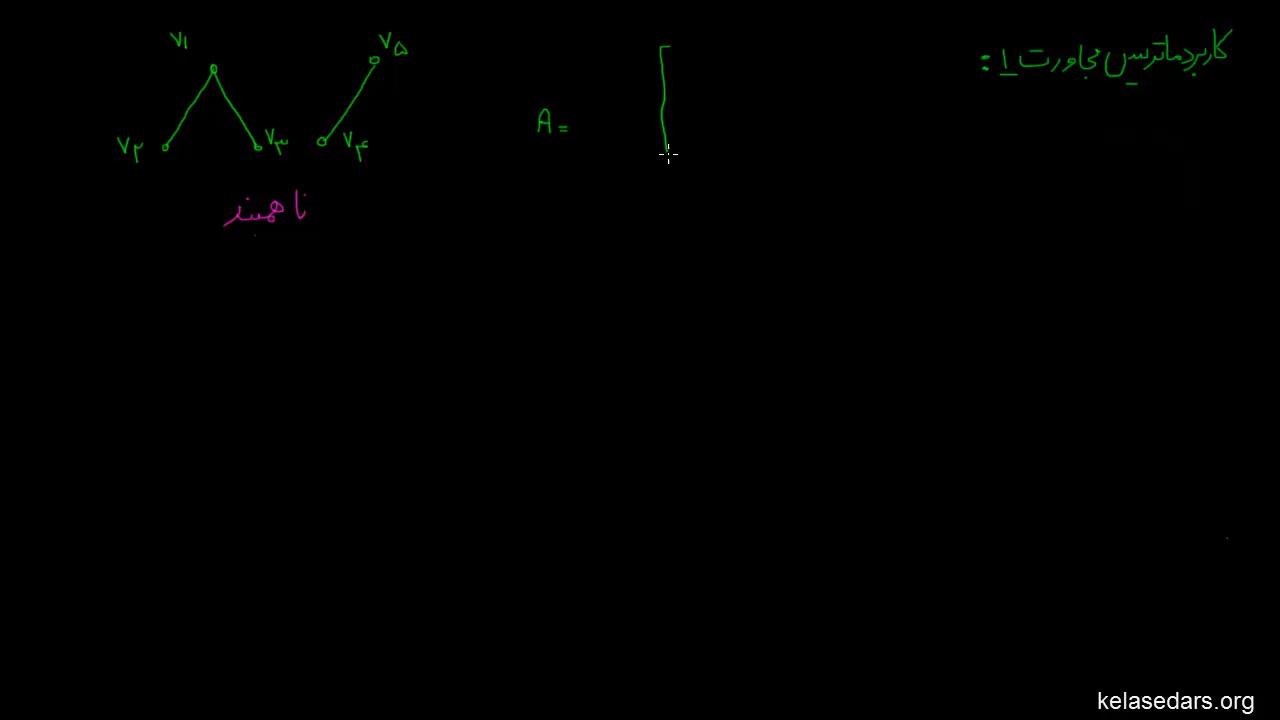 کاربرد ماتریس مجاورت ۱ :
V۱
V۵
V۲
V۳
V۴
A =
ناهمبند
kelasedars.org